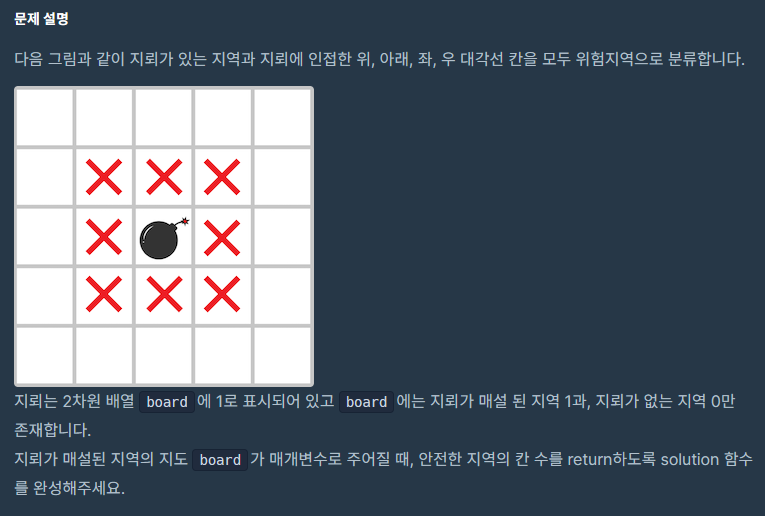 문제 설명
다음 그림과 같이 지뢰가 있는 지역과 지뢰에 인접한 위, 아래, 좌, 우 대각선 칸을 모두 위험지역으로 분류합니다.
지뢰는 2차원 배열 board 에 1로 표시되어 있고 board 에는 지뢰가 매설 된 지역 1과, 지뢰가 없는 지역 0만
존재합니다.
지뢰가 매설된 지역의 지도 board 가 매개변수로 주어질 때, 안전한 지역의 칸 수를 return하도록 solution 함수
를 완성해주세요.